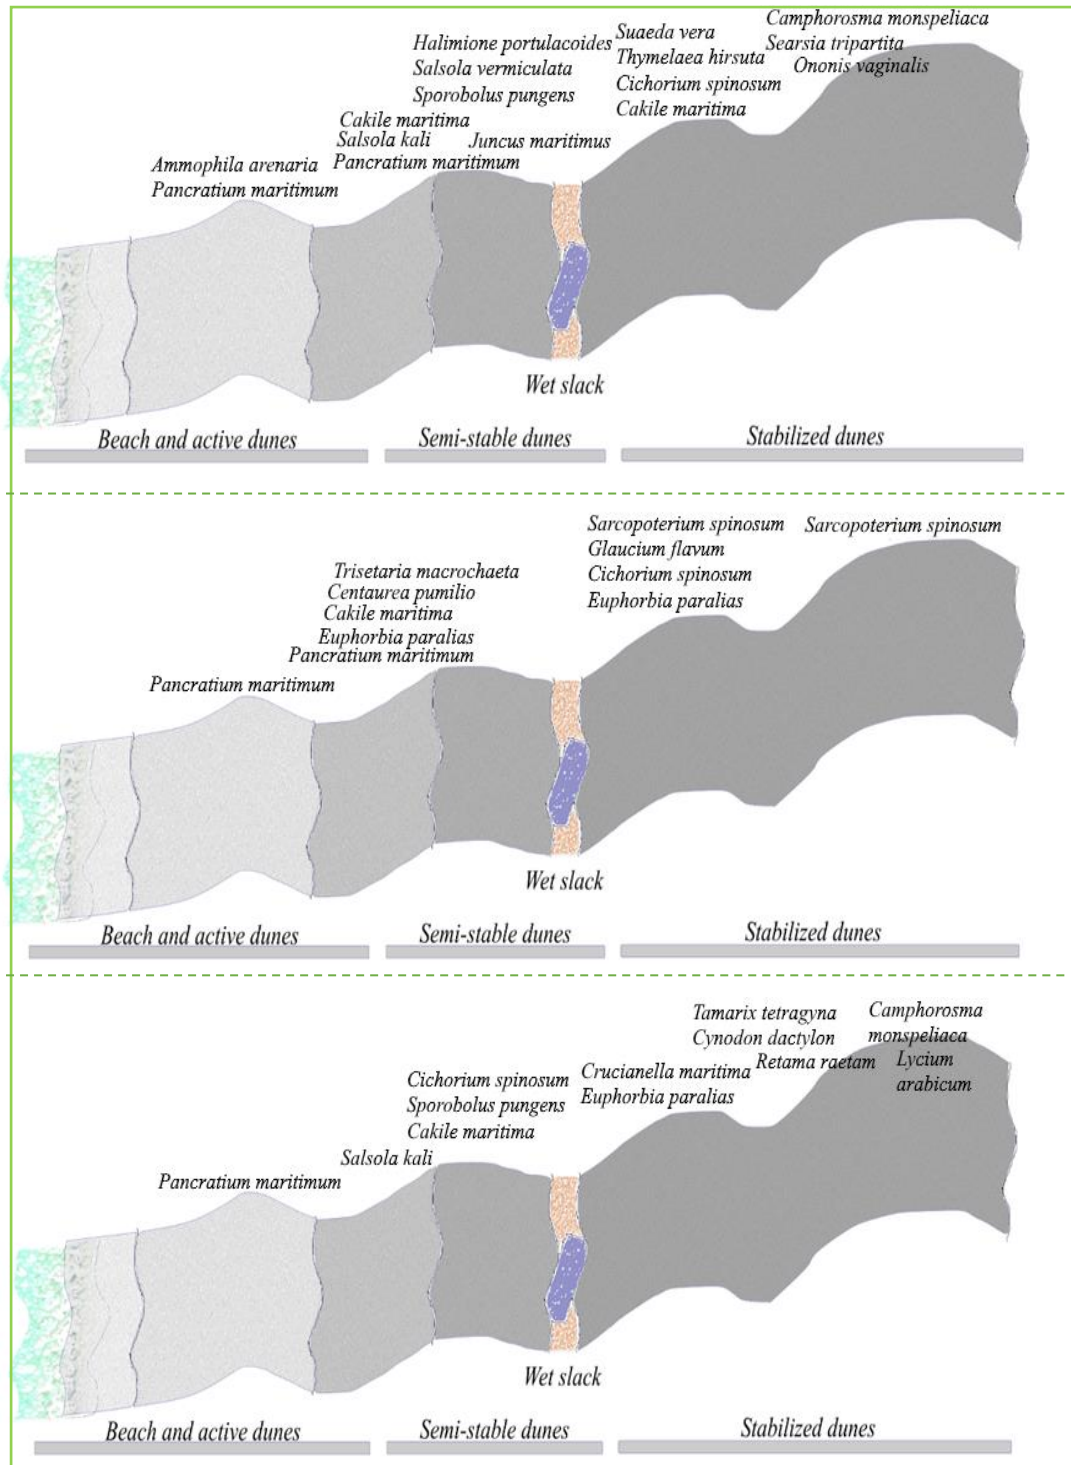 Camphorosma monspeliaca
Searsia tripartita
Ononis vaginalis
Suaeda vera
Thymelaea hirsuta
Cichorium spinosum
Cakile maritima
Halimione portulacoides
Salsola vermiculata
Sporobolus pungens
Cakile maritima
Salsola kali
Pancratium maritimum
Juncus maritimus
Ammophila arenaria
Pancratium maritimum
Wet slack
Beach and active dunes
Semi-stable dunes
Stabilized dunes
Sarcopoterium spinosum
Glaucium flavum
Cichorium spinosum
Euphorbia paralias
Sarcopoterium spinosum
Trisetaria macrochaeta
Centaurea pumilio
Cakile maritima
Euphorbia paralias
Pancratium maritimum
Pancratium maritimum
Wet slack
Beach and active dunes
Semi-stable dunes
Stabilized dunes
Tamarix tetragyna
Cynodon dactylon
Retama raetam
Camphorosma
monspeliaca
Lycium
arabicum
Crucianella maritima
Euphorbia paralias
Cichorium spinosum
Sporobolus pungens
Cakile maritima
Salsola kali
Pancratium maritimum
Wet slack
Beach and active dunes
Semi-stable dunes
Stabilized dunes